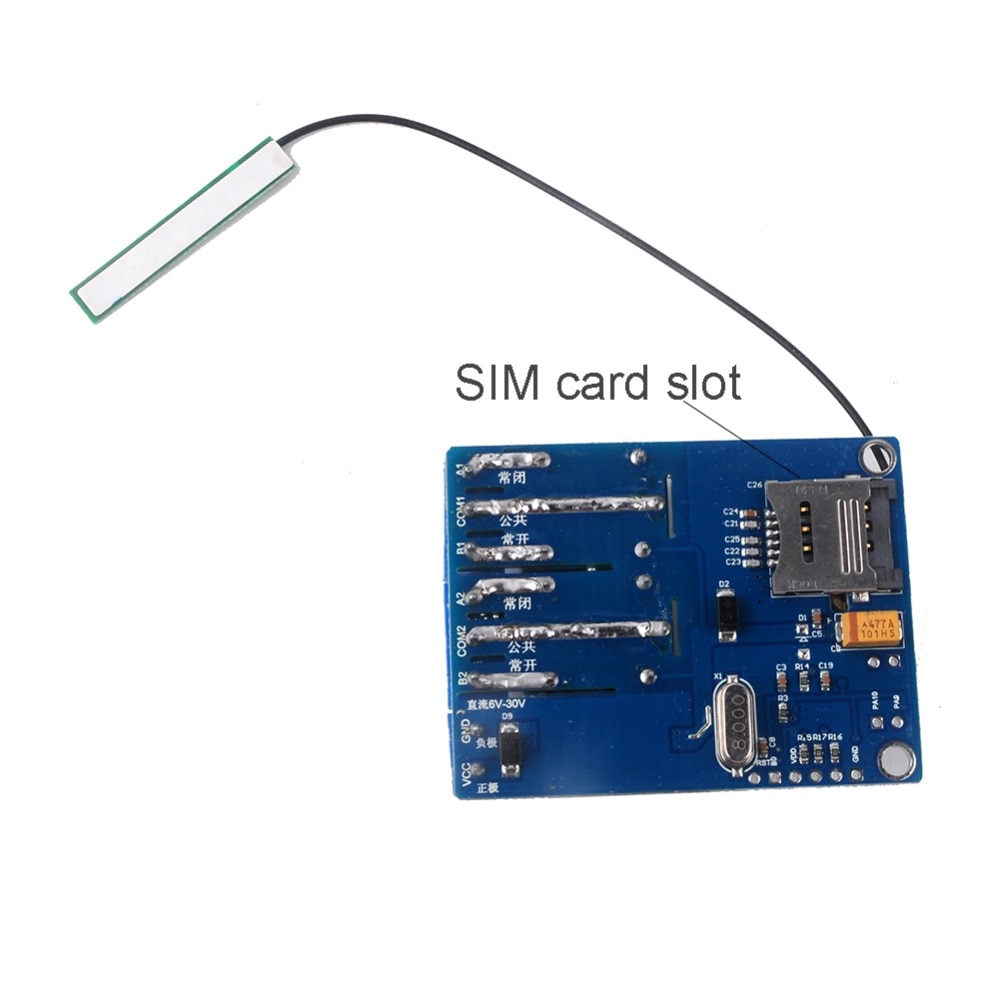 SIM card slot
A1
常闭
COM1
公共
常开
B1
A2
常闭
COM2
公共
常开
B2
直流6V-30V
GND
D9
负极
VCC
正极
C26
OPEN
C24
C21
C25
C22
C23
D2
D1
C5
477A
101HS
X1
8.000
C3
R14
C19
R3
C8
R15
R17
R16
RST
VDD
GND
PA10
PA9